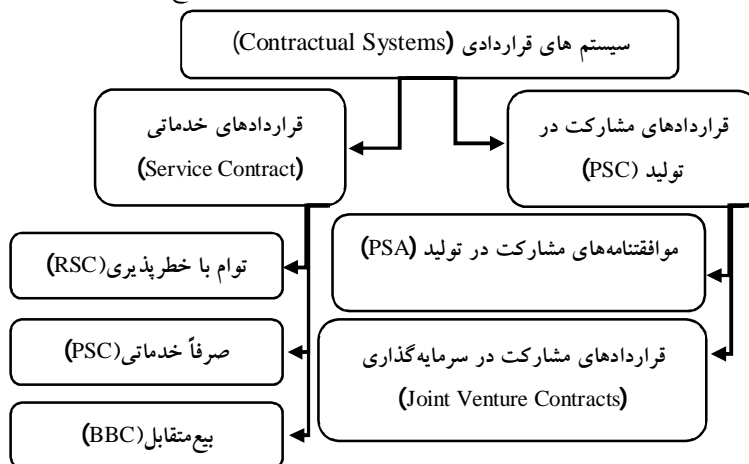 سیستم های قراردادی (Contractual Systems)
قراردادهای مشارکت در
تولید (PSC)
قراردادهای خدماتی
(Service Contract)
موافقتنامه‌های مشارکت در تولید (PSA)
قراردادهای مشارکت در سرمایه‌گذاری
(Joint Venture Contracts)
توام با خطرپذیری(RSC)
صرفاً خدماتی(PSC)
بیع‌متقابل(BBC)